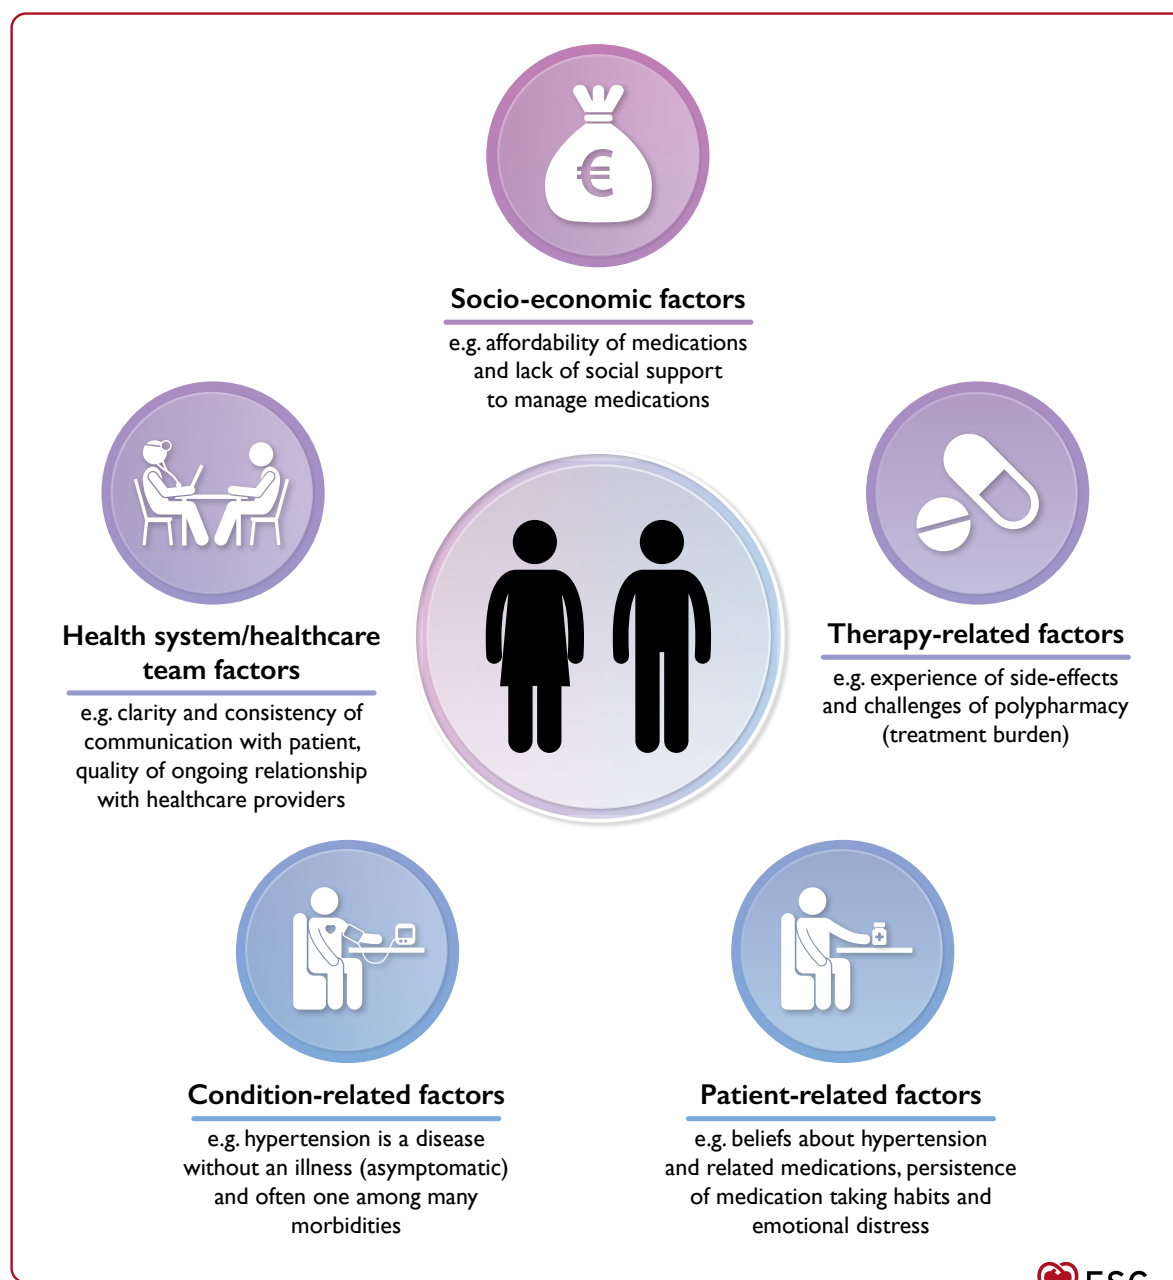 €
Socio-economic factors
e.g. affordability of medications
and lack of social support
to manage medications
Health system/healthcare
team factors
e.g. clarity and consistency of
communication with patient,
quality of ongoing relationship
with healthcare providers
Therapy-related factors
e.g. experience of side-effects
and challenges of polypharmacy
(treatment burden)
Condition-related factors
e.g. hypertension is a disease
without an illness (asymptomatic)
and often one among many
morbidities
Patient-related factors
e.g. beliefs about hypertension
and related medications, persistence
of medication taking habits and
emotional distress
ESC